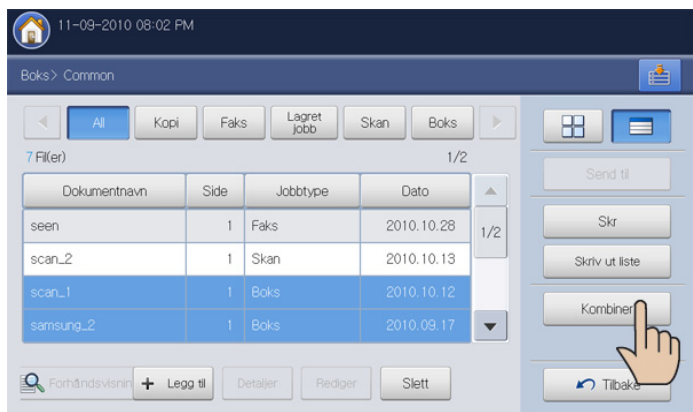 11-09-2010 08:02 PM
Boks> Common
All Kopi Faks Lagret jobb Skan Boks
7 Fil(er) 1/2
Send til
Dokumentnavn Side Jobbtype Dato
seen 1 Faks 2010.10.28
1/2
Skr
scan_2 1 Skan 2010.10.13
Skriv ut liste
scan_1 1 Boks 2010.10.12
Kombiner
samsung_2 1 Boks 2010.09.17
Forhåndsvisnin + Legg til Detaljer Rediger Slett
Tilbake